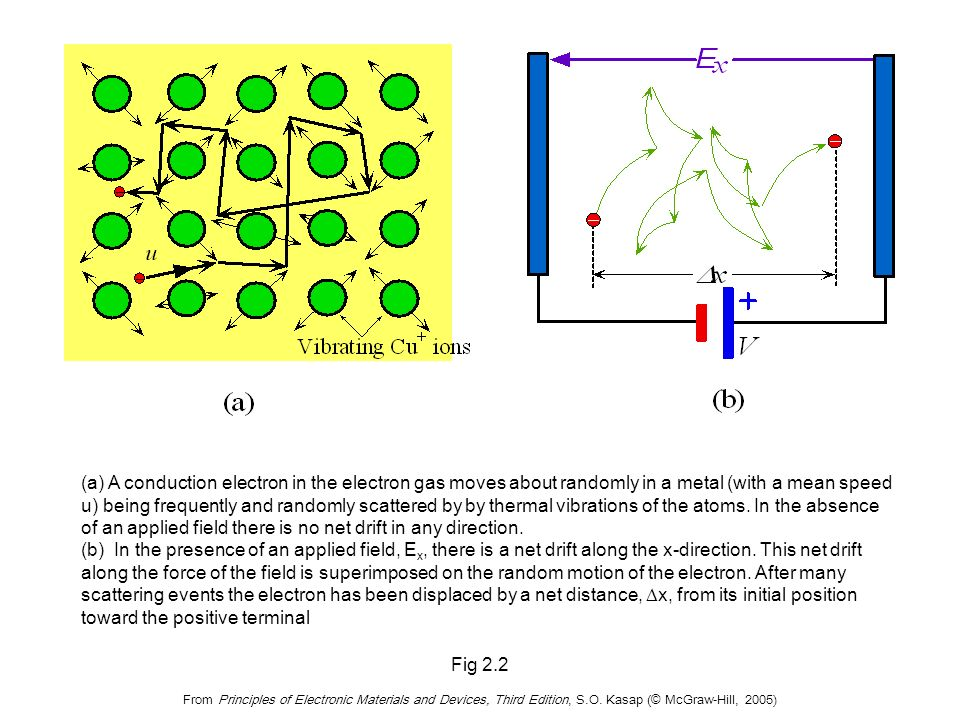 u
Vibrating Cu+ ions
(a)
Ex
Δx
+
V
(b)
(a) A conduction electron in the electron gas moves about randomly in a metal (with a mean speed
u) being frequently and randomly scattered by by thermal vibrations of the atoms. In the absence
of an applied field there is no net drift in any direction.
(b) In the presence of an applied field, Ex, there is a net drift along the x-direction. This net drift
along the force of the field is superimposed on the random motion of the electron. After many
scattering events the electron has been displaced by a net distance, Δx, from its initial position
toward the positive terminal
Fig 2.2
From Principles of Electronic Materials and Devices, Third Edition, S.O. Kasap (© McGraw-Hill, 2005)